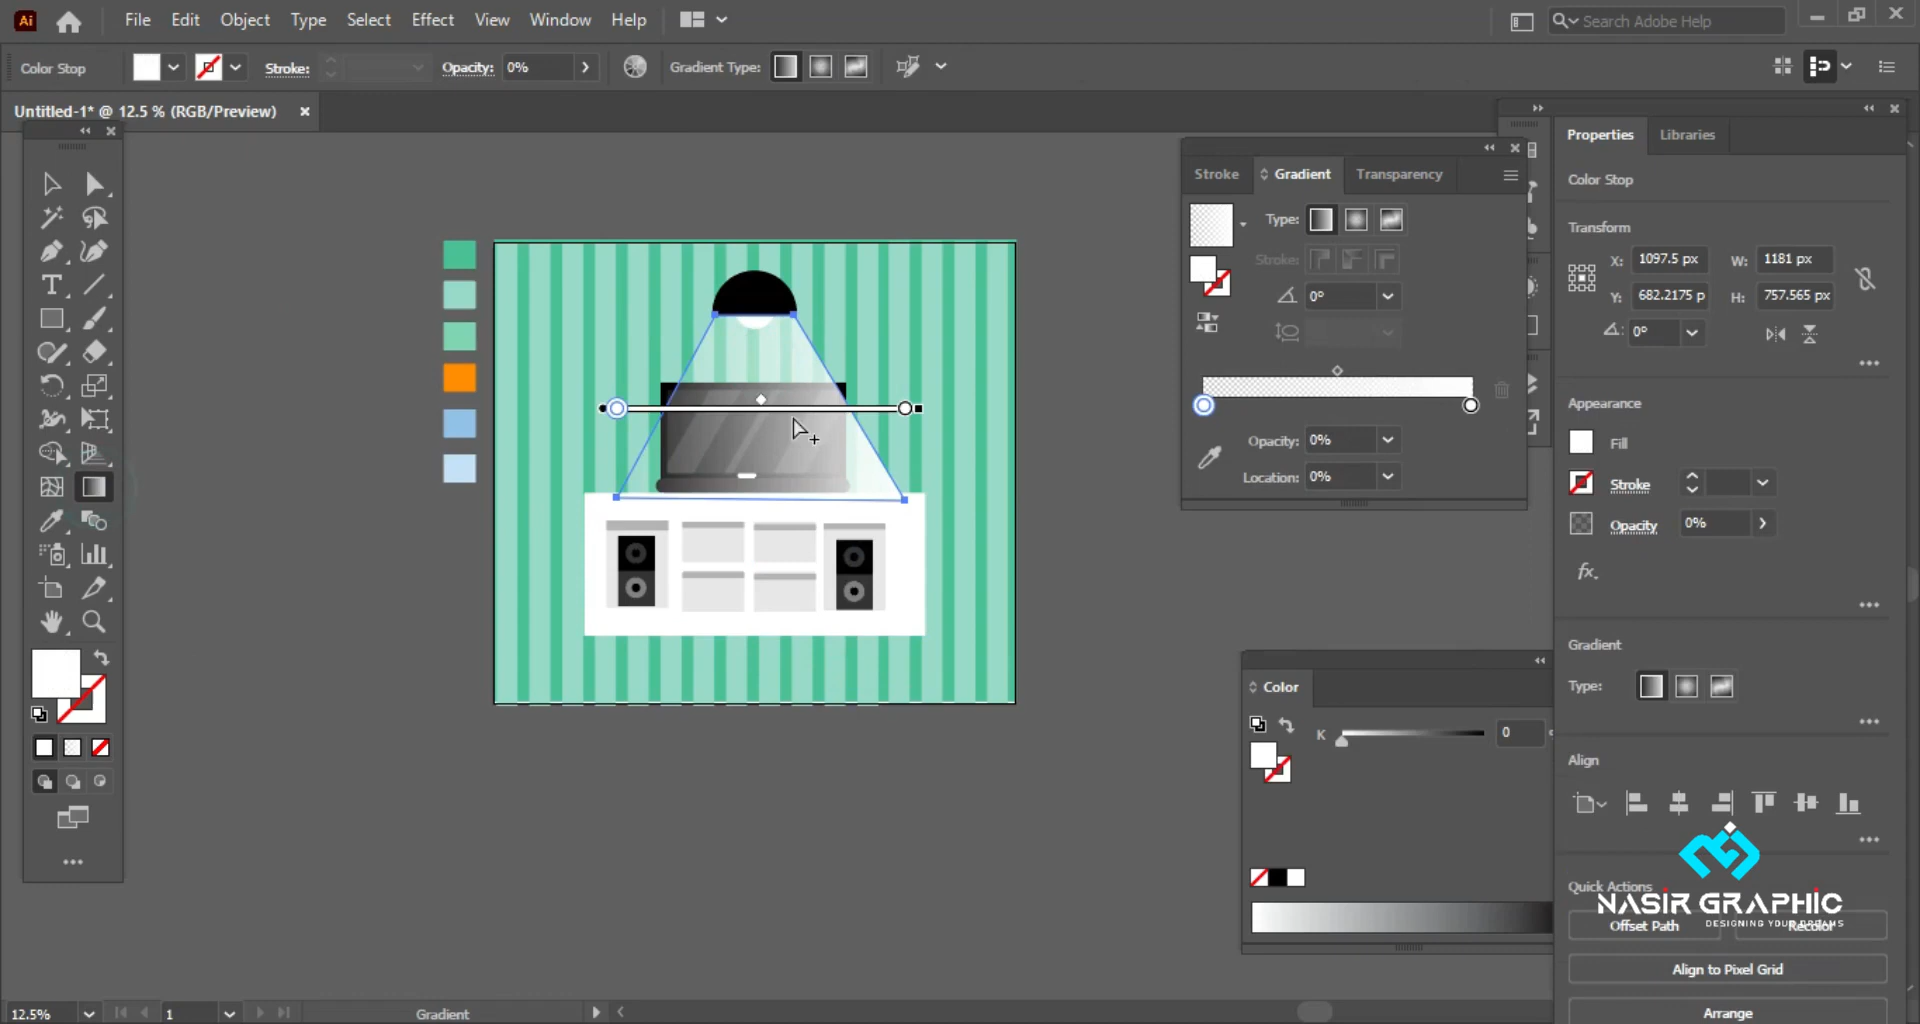 Ai
File Edit Object Type Select Effect View Window Help
Search Adobe Help
Color Stop
Stroke:
Opacity: 0%
Gradient Type:
Untitled-1* @ 12.5 % (RGB/Preview)
Stroke Gradient Transparency
Type:
Stroke:
0°
Opacity: 0%
Location: 0%
Color
K 0
Properties Libraries
Color Stop
Transform
X: 1097.5 px W: 1181 px
Y: 682.2175 p H: 757.565 px
0°
Appearance
Fill
Stroke
Opacity 0%
fx.
Gradient
Type:
Align
Quick Actions
NASIR GRAPHIC
DESIGNING YOUR DREAMS
Offset Path Recolor
Align to Pixel Grid
Arrange
12.5% 1 Gradient